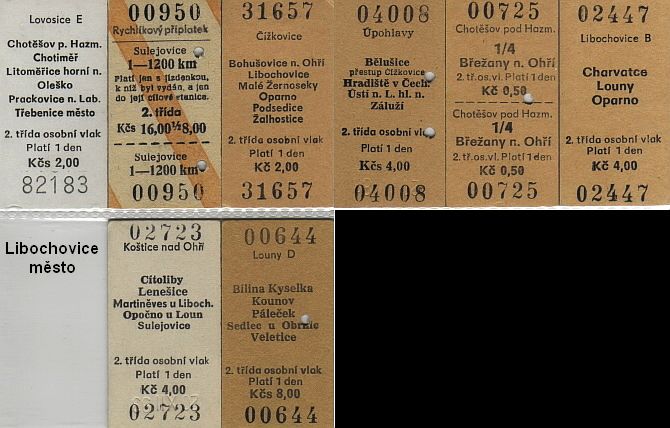 Lovosice E
Chotěšov p. Hazm.
Chotiměř
Litoměřice horní n.
Oleško
Prackovice n. Lab.
Třebenice město
2. třída osobní vlak
Platí 1 den
Kčs 2,00
82183
00950
Rychlíkový příplatek
Sulejovice
1—1200 km
Platí jen s jízdenkou,
k níž byl vydán, a jen
do její cílové stanice.
2. třída
Kčs 16,00 ½ 8,00
Sulejovice
1—1200 km
00950
31657
Čížkovice
Bohušovice n. Ohří
Libochovice
Malé Žernoseky
Oparno
Podsedice
Žalhostice
2. třída osobní vlak
Platí 1 den
Kčs 2,00
31657
04008
Úpohlavy
Bělušice
přestup Čížkovice
Hradiště v Čech.
Ústí n. L. hl. n.
Záluží
2. třída osobní vlak
Platí 1 den
Kčs 4,00
04008
00725
Chotěšov pod Hazm.
1/4
Břežany n. Ohří
2. tř. os. vl. Platí 1 den
Kč 0,50
Chotěšov pod Hazm.
1/4
Břežany n. Ohří
2. tř. os. vl. Platí 1 den
Kč 0,50
00725
02447
Libochovice B
Charvatce
Louny
Oparno
2. třída osobní vlak
Platí 1 den
Kč 4,00
02447
Libochovice
město
02723
Koštice nad Ohří
Cítoliby
Lenešice
Martiněves u Liboch.
Opočno u Loun
Sulejovice
2. třída osobní vlak
Platí 1 den
Kč 4,00
02723
00644
Louny D
Bílina Kyselka
Kounov
Páleček
Sedlec u Obrnic
Veletice
2. třída osobní vlak
Platí 1 den
Kčs 8,00
00644